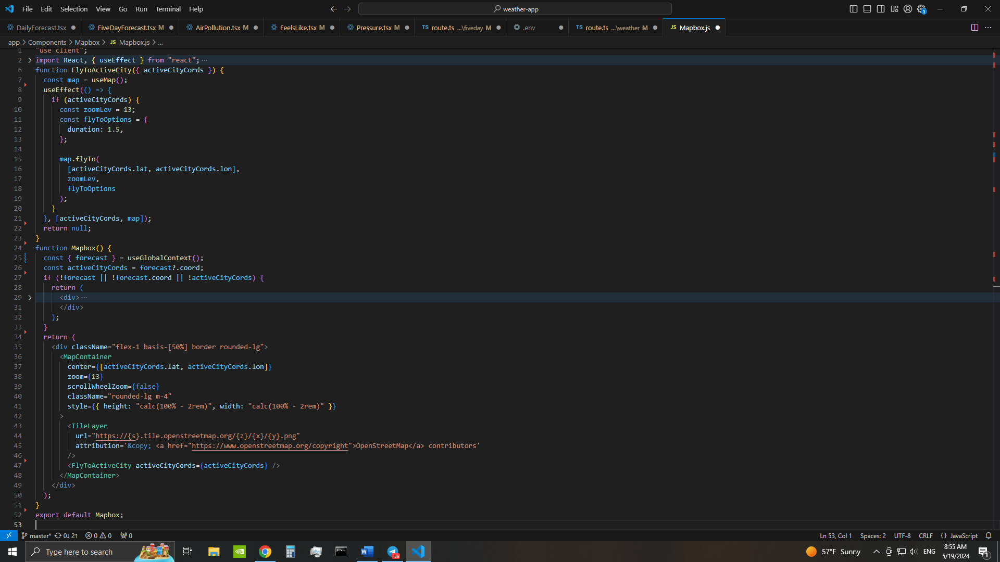 File Edit Selection View Go Run Terminal Help
weather-app
1
DailyForecast.tsx
FiveDayForecast.tsx M
AirPollution.tsx M
FeelsLike.tsx M
Pressure.tsx M
TS route.ts ...\fiveday M
.env
TS route.ts ...\weather M
JS Mapbox.js
app > Components > Mapbox > JS Mapbox.js > ...
1 "use client";
2 import React, { useEffect } from "react"; ...
6 function FlyToActiveCity({ activeCityCords }) {
7 const map = useMap();
8 useEffect(() => {
9 if (activeCityCords) {
10 const zoomLev = 13;
11 const flyToOptions = {
12 duration: 1.5,
13 };
14
15 map.flyTo(
16 [activeCityCords.lat, activeCityCords.lon],
17 zoomLev,
18 flyToOptions
19 );
20 }
21 }, [activeCityCords, map]);
22 return null;
23 }
24 function Mapbox() {
25 const { forecast } = useGlobalContext();
26 const activeCityCords = forecast?.coord;
27 if (!forecast || !forecast.coord || !activeCityCords) {
28 return (
29 <div> ...
31 </div>
32 );
33 }
34 return (
35 <div className="flex-1 basis-[50%] border rounded-lg">
36 <MapContainer
37 center={[activeCityCords.lat, activeCityCords.lon]}
38 zoom={13}
39 scrollWheelZoom={false}
40 className="rounded-lg m-4"
41 style={{ height: "calc(100% - 2rem)", width: "calc(100% - 2rem)" }}
42 >
43 <TileLayer
44 url="https://{s}.tile.openstreetmap.org/{z}/{x}/{y}.png"
45 attribution='&copy; <a href="https://www.openstreetmap.org/copyright">OpenStreetMap</a> contributors'
46 />
47 <FlyToActiveCity activeCityCords={activeCityCords} />
48 </MapContainer>
49 </div>
50 );
51 }
52 export default Mapbox;
53
master* 0↓ 2↑ 0 0 0
Ln 53, Col 1 Spaces: 2 UTF-8 CRLF {} JavaScript
Type here to search
W
59
57°F Sunny
ENG
8:55 AM
5/19/2024
1